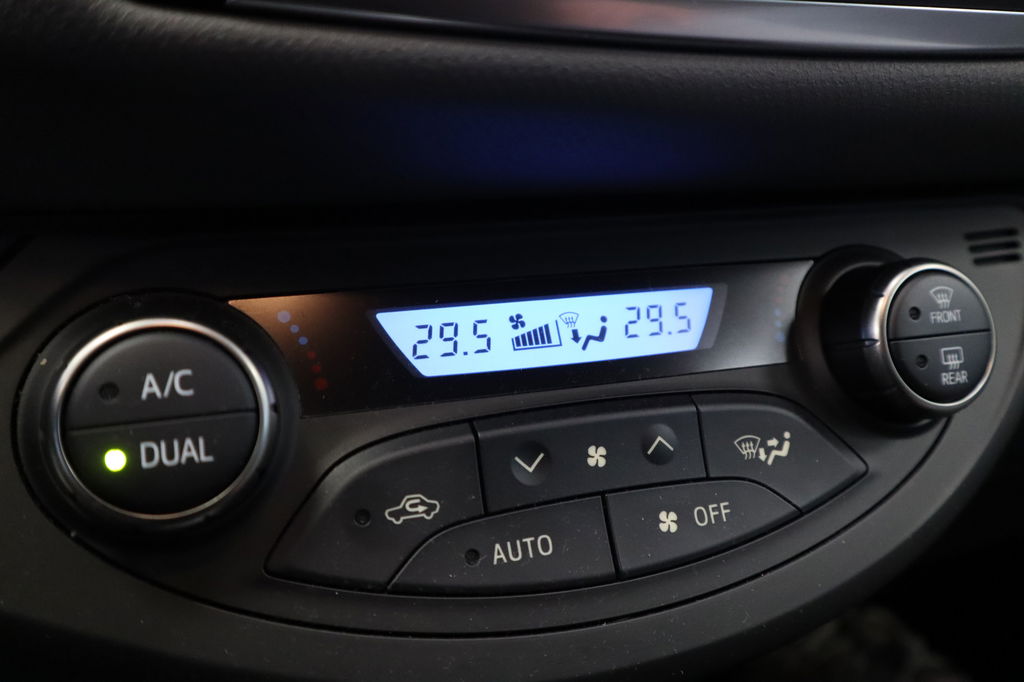 29.5 29.5
A/C
DUAL
FRONT
REAR
AUTO
OFF